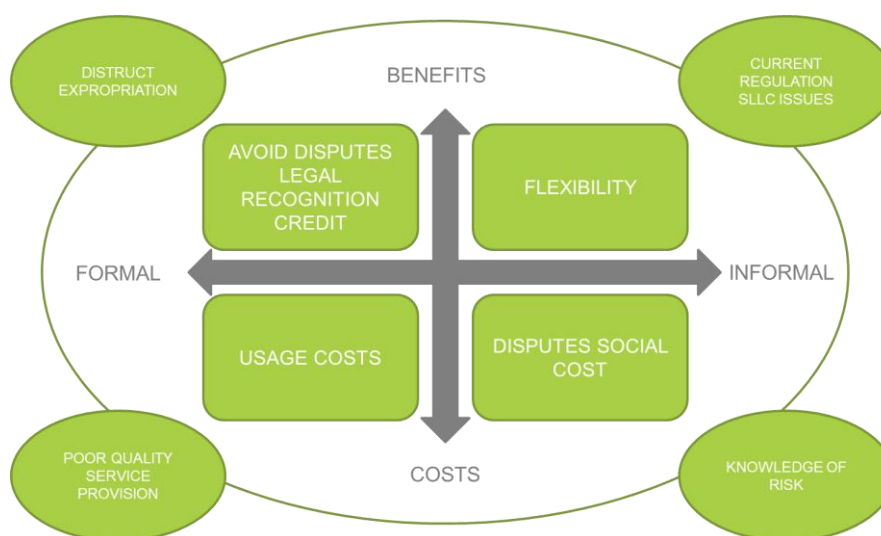 DISTRUCT
EXPROPRIATION
BENEFITS
CURRENT
REGULATION
SLLC ISSUES
AVOID DISPUTES
LEGAL
RECOGNITION
CREDIT
FLEXIBILITY
FORMAL
INFORMAL
USAGE COSTS
DISPUTES SOCIAL
COST
POOR QUALITY
SERVICE
PROVISION
COSTS
KNOWLEDGE OF
RISK